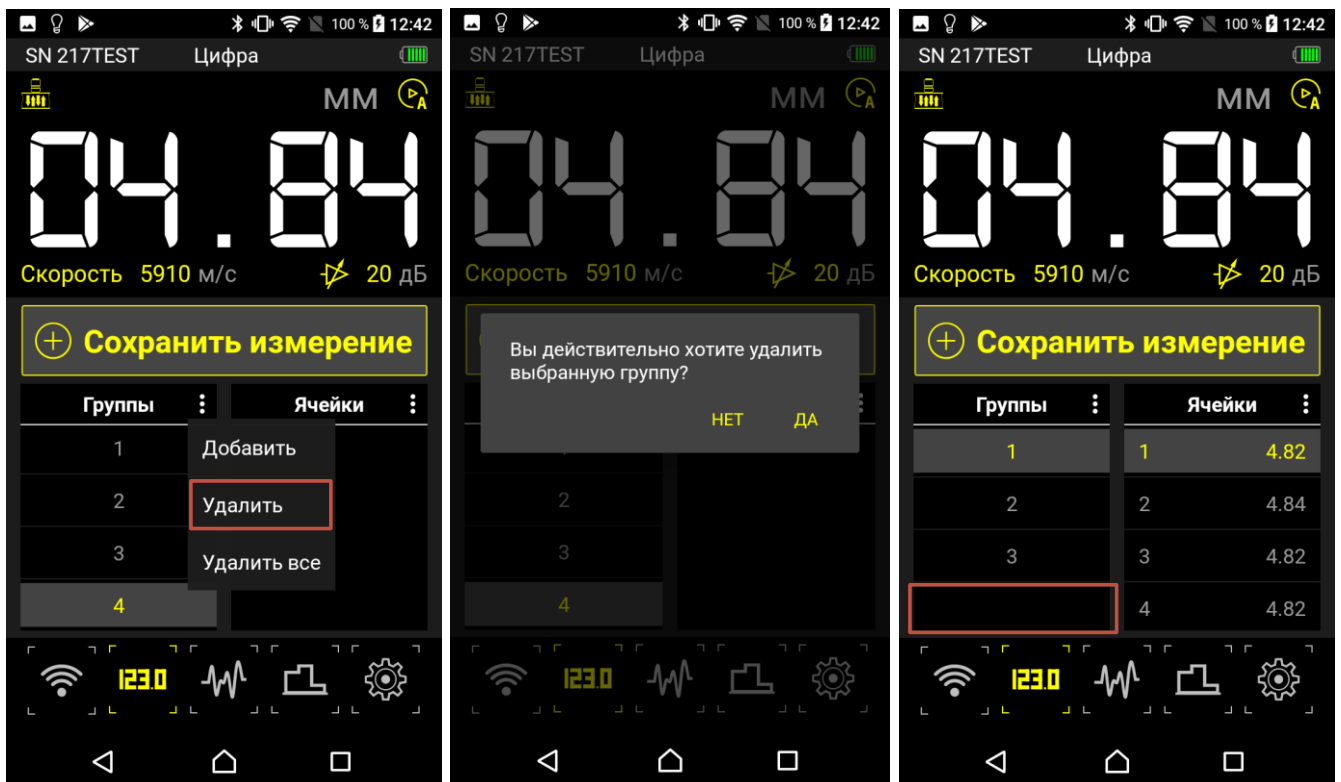 100 % 12:42
SN 217TEST Цифра
ММ A
04.84
Скорость 5910 м/с 20 дБ
Сохранить измерение
Группы Ячейки
1 Добавить
2 Удалить
3 Удалить все
4
123.0
100 % 12:42
SN 217TEST Цифра
ММ A
04.84
Скорость 5910 м/с 20 дБ
Вы действительно хотите удалить
выбранную группу?
НЕТ ДА
2
3
4
123.0
100 % 12:42
SN 217TEST Цифра
ММ A
04.84
Скорость 5910 м/с 20 дБ
Сохранить измерение
Группы Ячейки
1 1 4.82
2 2 4.84
3 3 4.82
4 4.82
123.0